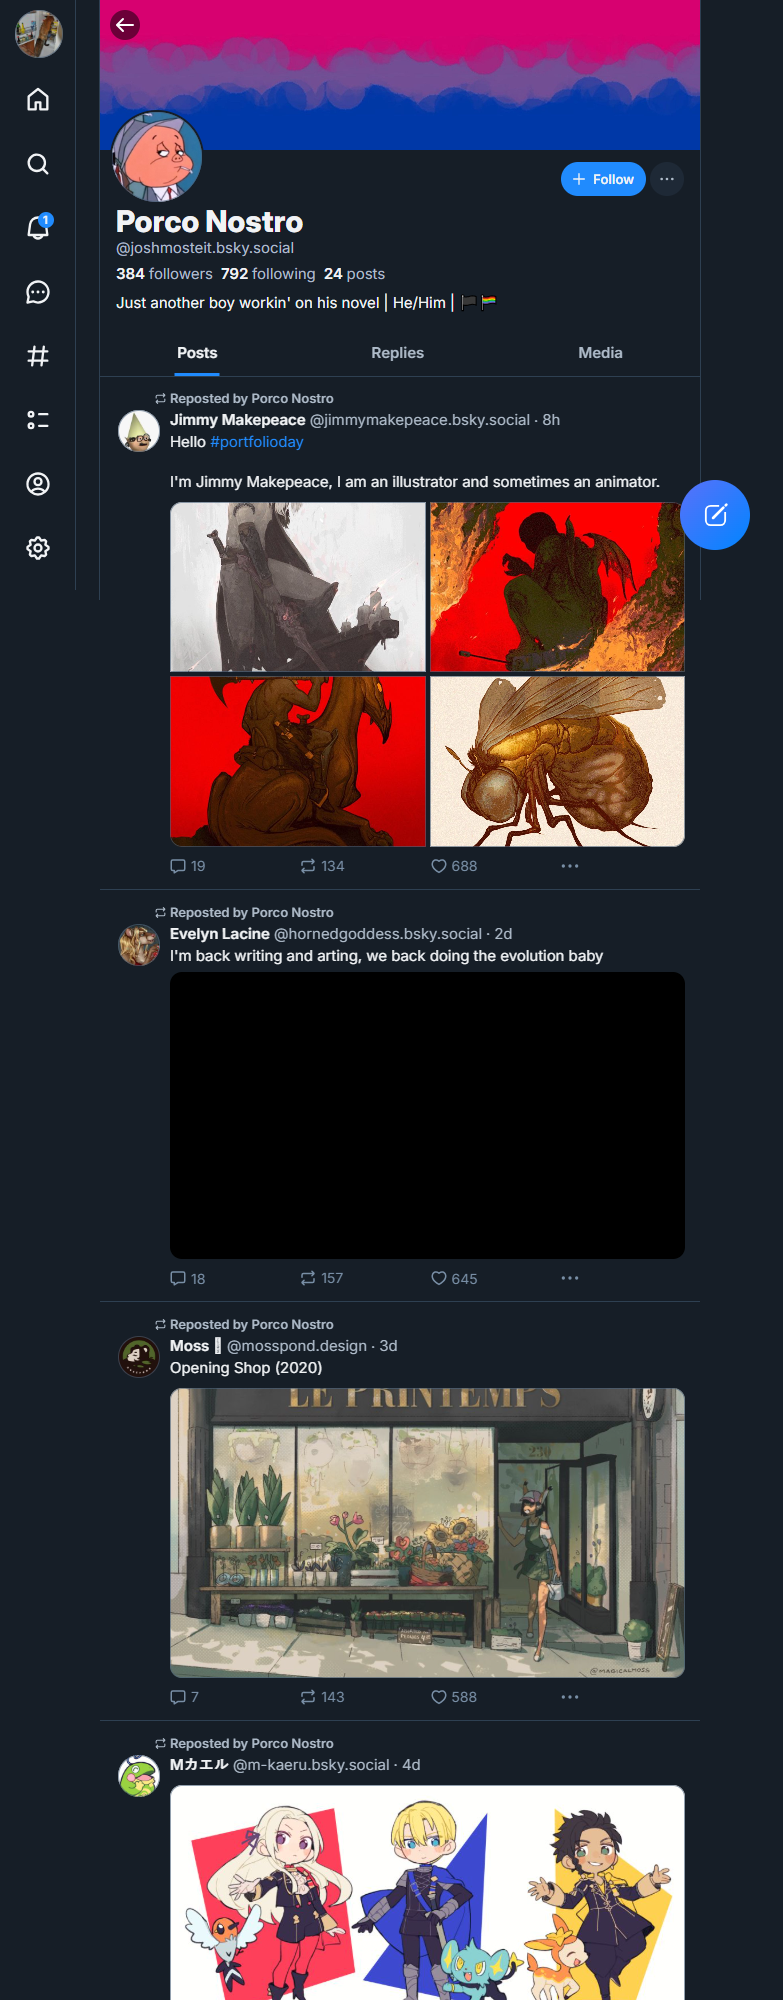 1
Follow
Porco Nostro
@joshmosteit.bsky.social
384 followers 792 following 24 posts
Just another boy workin' on his novel | He/Him | 🏴 🏳️‍🌈
Posts Replies Media
Reposted by Porco Nostro
Jimmy Makepeace @jimmymakepeace.bsky.social · 8h
Hello #portfolioday
I'm Jimmy Makepeace, I am an illustrator and sometimes an animator.
19 134 688
Reposted by Porco Nostro
Evelyn Lacine @hornedgoddess.bsky.social · 2d
I'm back writing and arting, we back doing the evolution baby
18 157 645
Reposted by Porco Nostro
Moss @mosspond.design · 3d
Opening Shop (2020)
LE PRINTEMPS
230
@MAGICALMOSS
7 143 588
Reposted by Porco Nostro
Mカエル @m-kaeru.bsky.social · 4d